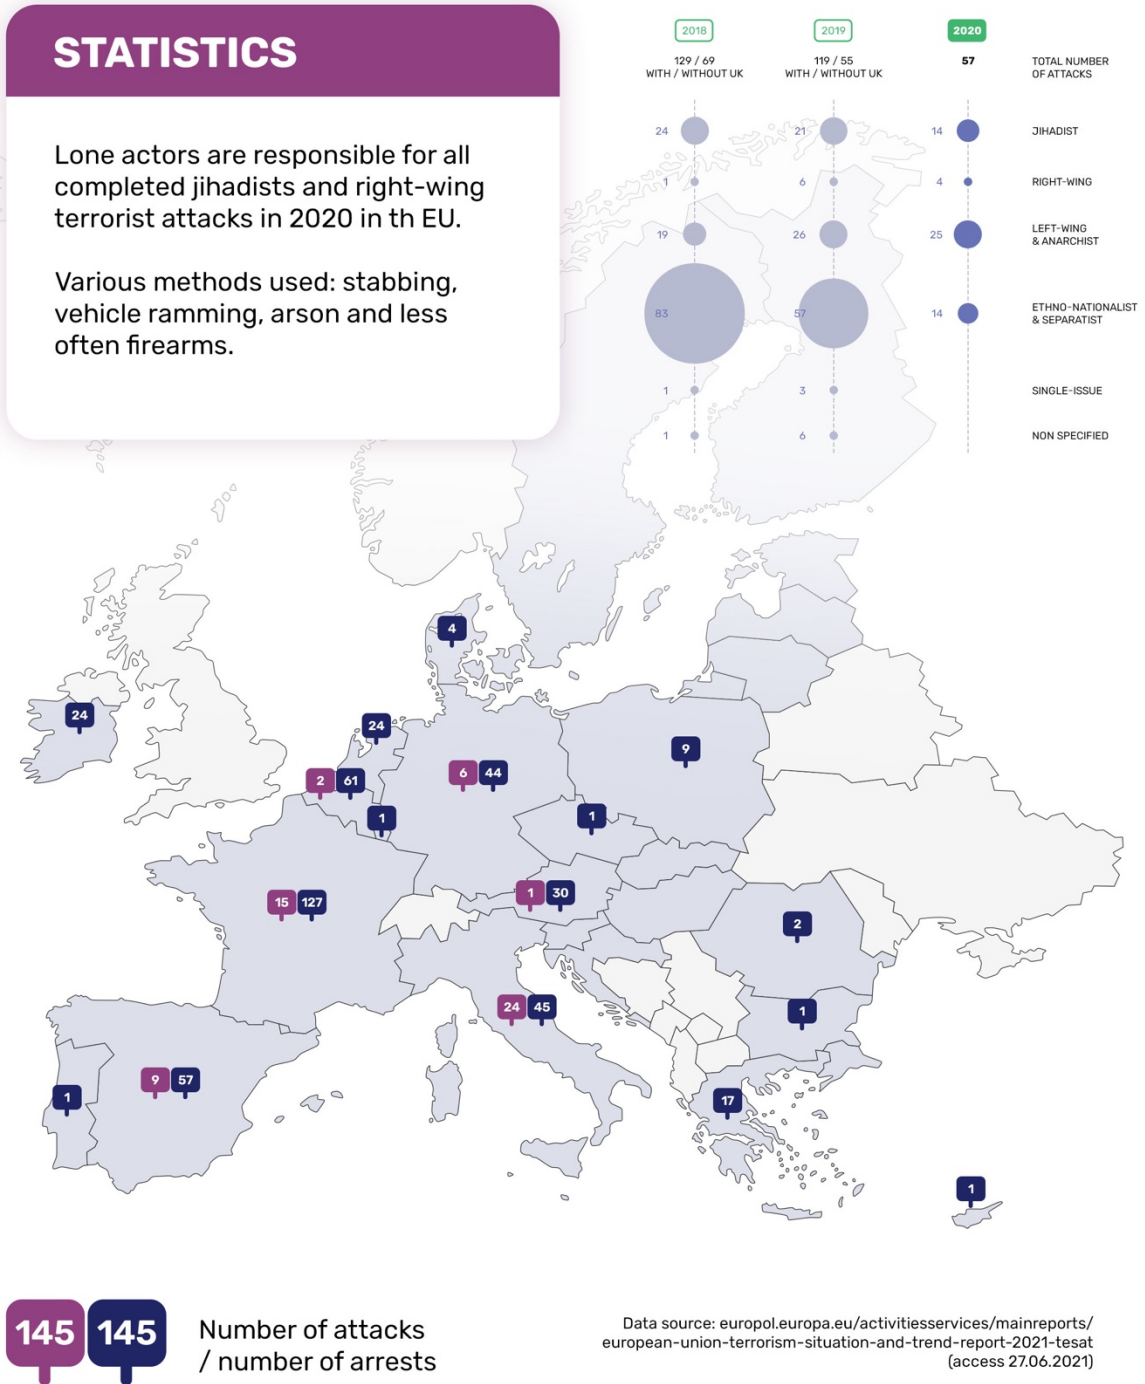 STATISTICS
Lone actors are responsible for all
completed jihadists and right-wing
terrorist attacks in 2020 in th EU.
Various methods used: stabbing,
vehicle ramming, arson and less
often firearms.
2018
2019
2020
129 / 69
WITH / WITHOUT UK
119 / 55
WITH / WITHOUT UK
57
TOTAL NUMBER
OF ATTACKS
24
21
14
JIHADIST
1
6
4
RIGHT-WING
19
26
25
LEFT-WING
& ANARCHIST
83
57
14
ETHNO-NATIONALIST
& SEPARATIST
1
3
SINGLE-ISSUE
1
6
NON SPECIFIED
4
24
24
9
2
61
6
44
1
1
15
127
1
30
2
24
45
1
9
57
1
17
1
145
145
Number of attacks
/ number of arrests
Data source: europol.europa.eu/activitiesservices/mainreports/
european-union-terrorism-situation-and-trend-report-2021-tesat
(access 27.06.2021)